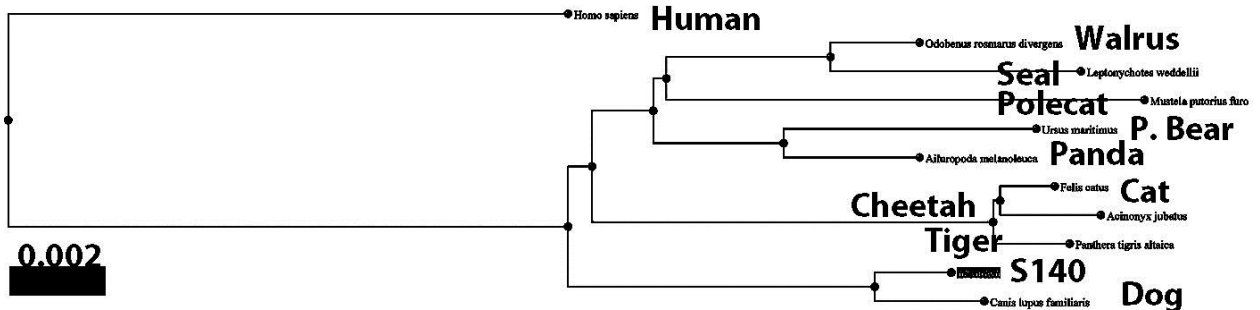 Homo sapiens Human
Odobenus rosmarus divergens Walrus
Seal Leptonychotes weddellii
Polecat Mustela putorius furo
Ursus maritimus P. Bear
Ailuropoda melanoleuca Panda
Felis catus Cat
Cheetah Acinonyx jubatus
Tiger Panthera tigris altaica
0.002
S140
Canis lupus familiaris Dog